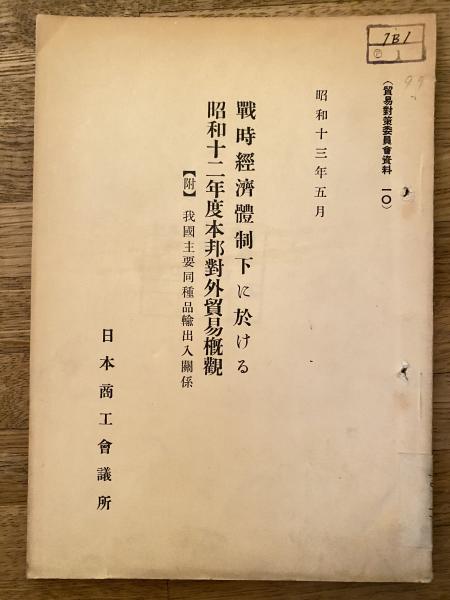 （貿易對策委員會資料 一〇）
昭和十三年五月
戰時經濟體制下に於ける
昭和十二年度本邦對外貿易概觀
【附】 我國主要同種品輸出入關係
日本商工會議所
7B1
1
99